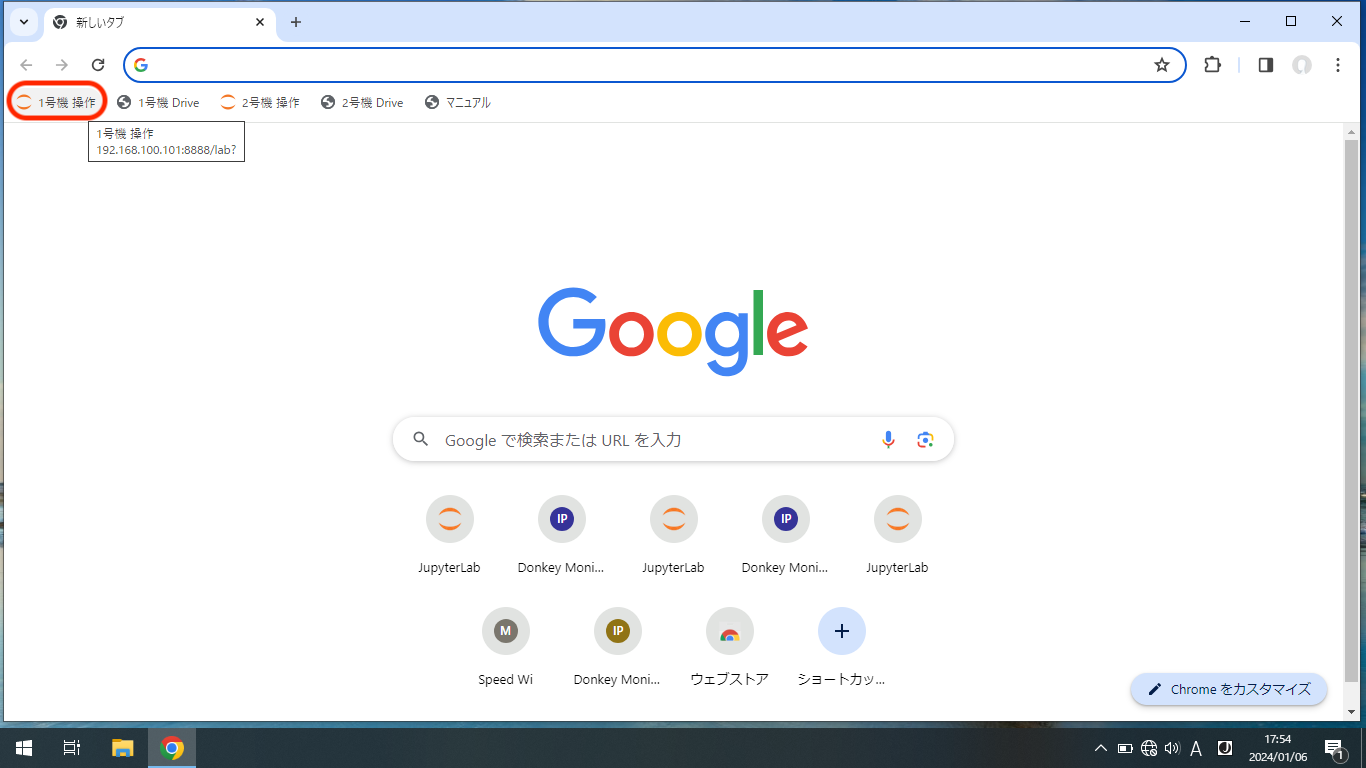 新しいタブ
1号機 操作
1号機 Drive
2号機 操作
2号機 Drive
マニュアル
1号機 操作
192.168.100.101:8888/lab?
Google
Google で検索または URL を入力
JupyterLab
IP
Donkey Moni...
JupyterLab
IP
Donkey Moni...
JupyterLab
M
Speed Wi
IP
Donkey Moni...
ウェブストア
ショートカッ...
Chrome をカスタマイズ
A
J
17:54
2024/01/06
1